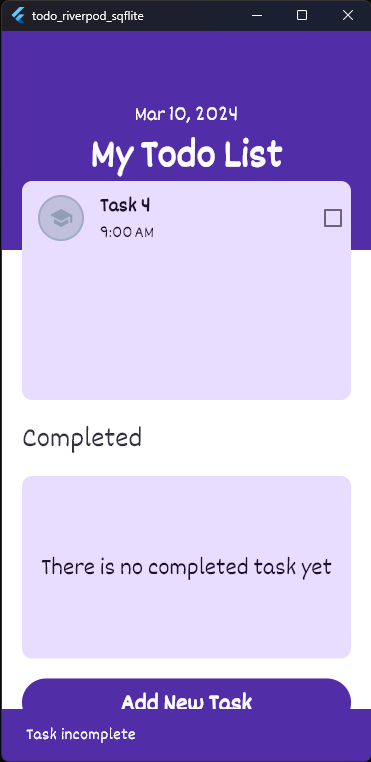 todo_riverpod_sqflite
Mar 10, 2024
My Todo List
Task 4
9:00 AM
Completed
There is no completed task yet
Add New Task
Task incomplete